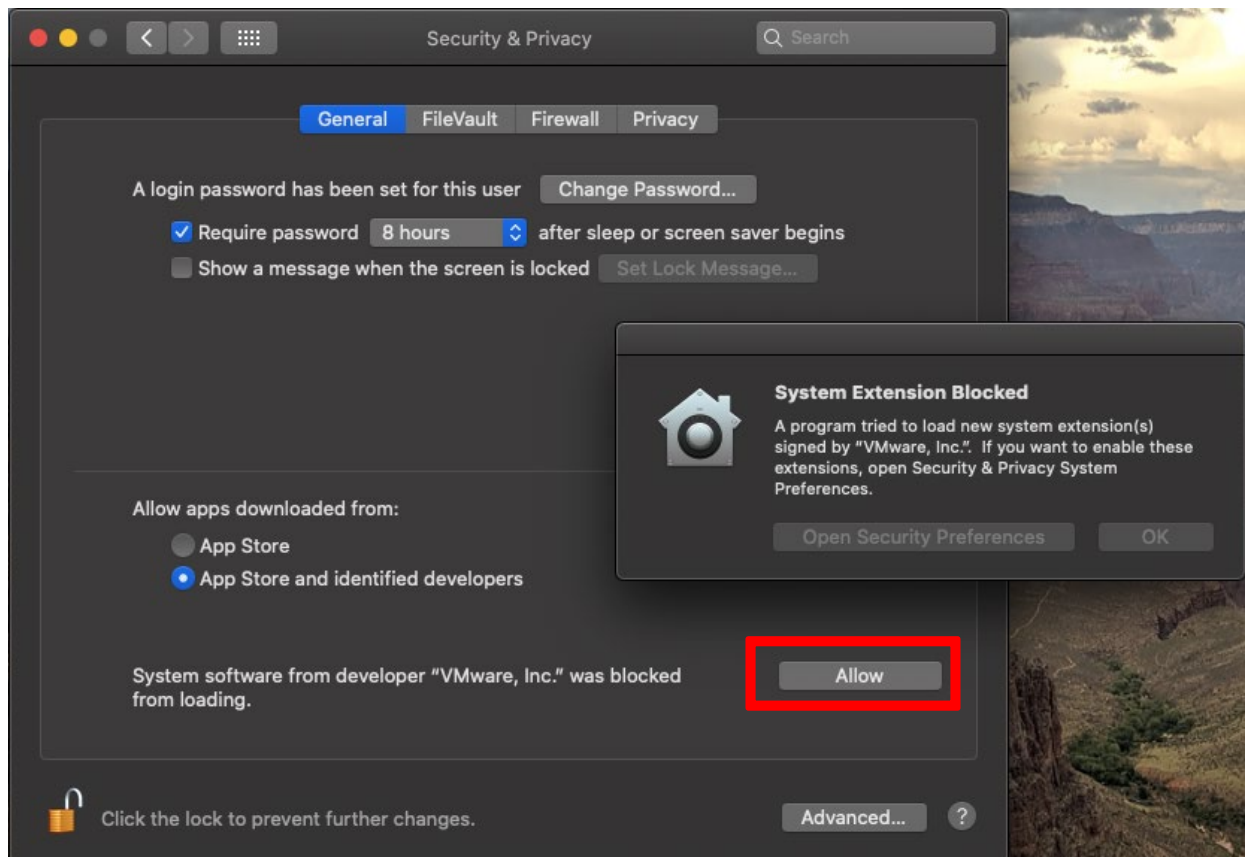 Security & Privacy
Search
General
FileVault
Firewall
Privacy
A login password has been set for this user
Change Password...
Require password
8 hours
after sleep or screen saver begins
Show a message when the screen is locked
Set Lock Message...
System Extension Blocked
A program tried to load new system extension(s)
signed by “VMware, Inc.”.  If you want to enable these
extensions, open Security & Privacy System
Preferences.
Open Security Preferences
OK
Allow apps downloaded from:
App Store
App Store and identified developers
System software from developer “VMware, Inc.” was blocked
from loading.
Allow
Click the lock to prevent further changes.
Advanced...
?